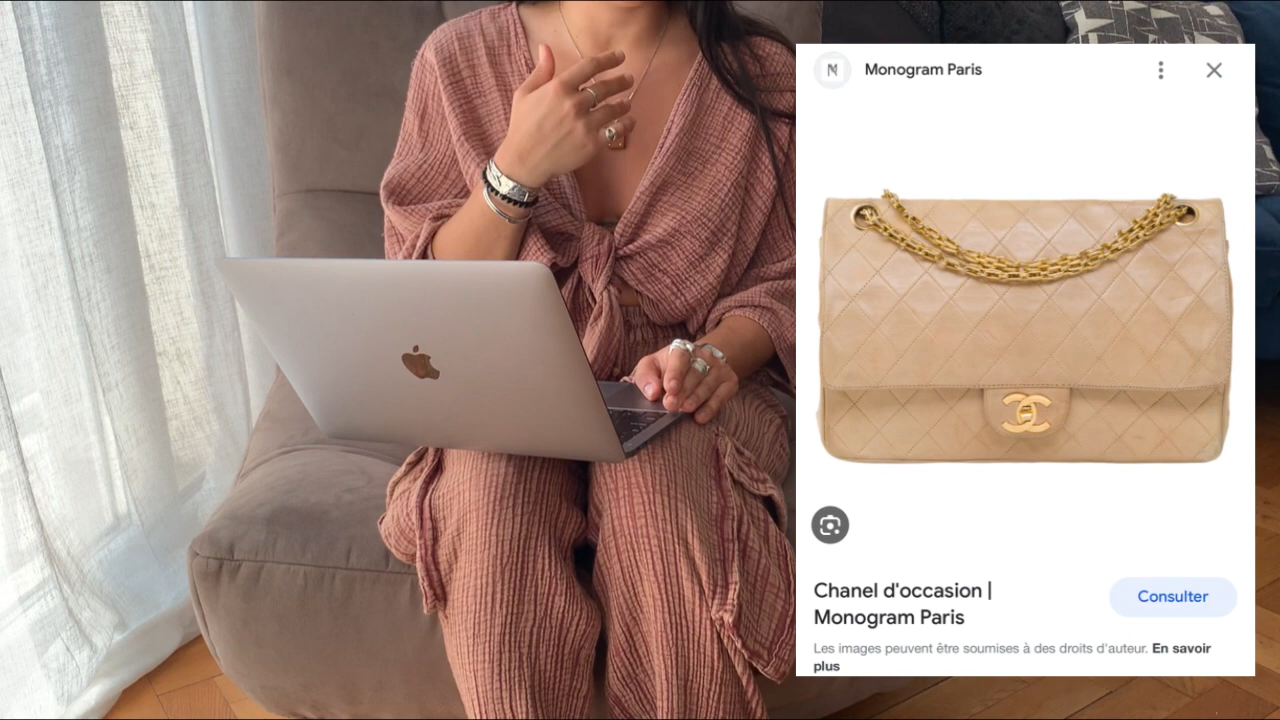 Monogram Paris
Chanel d'occasion |
Monogram Paris
Consulter
Les images peuvent être soumises à des droits d'auteur. En savoir
plus